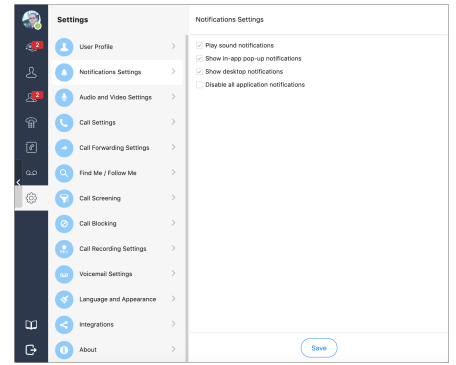 Settings
Notifications Settings
2
2
User Profile
Notifications Settings
Audio and Video Settings
Call Settings
Call Forwarding Settings
Find Me / Follow Me
Call Screening
Call Blocking
Call Recording Settings
Voicemail Settings
Language and Appearance
Integrations
About
Play sound notifications
Show in-app pop-up notifications
Show desktop notifications
Disable all application notifications
Save